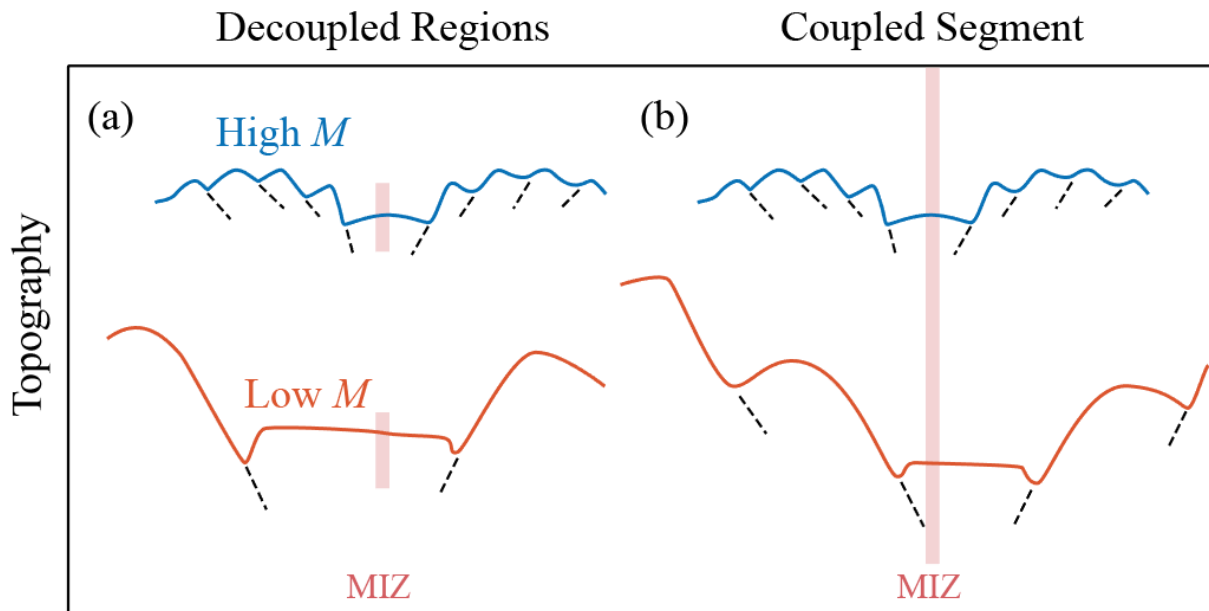 Decoupled Regions
Coupled Segment
Topography
(a)
High M
Low M
MIZ
(b)
MIZ